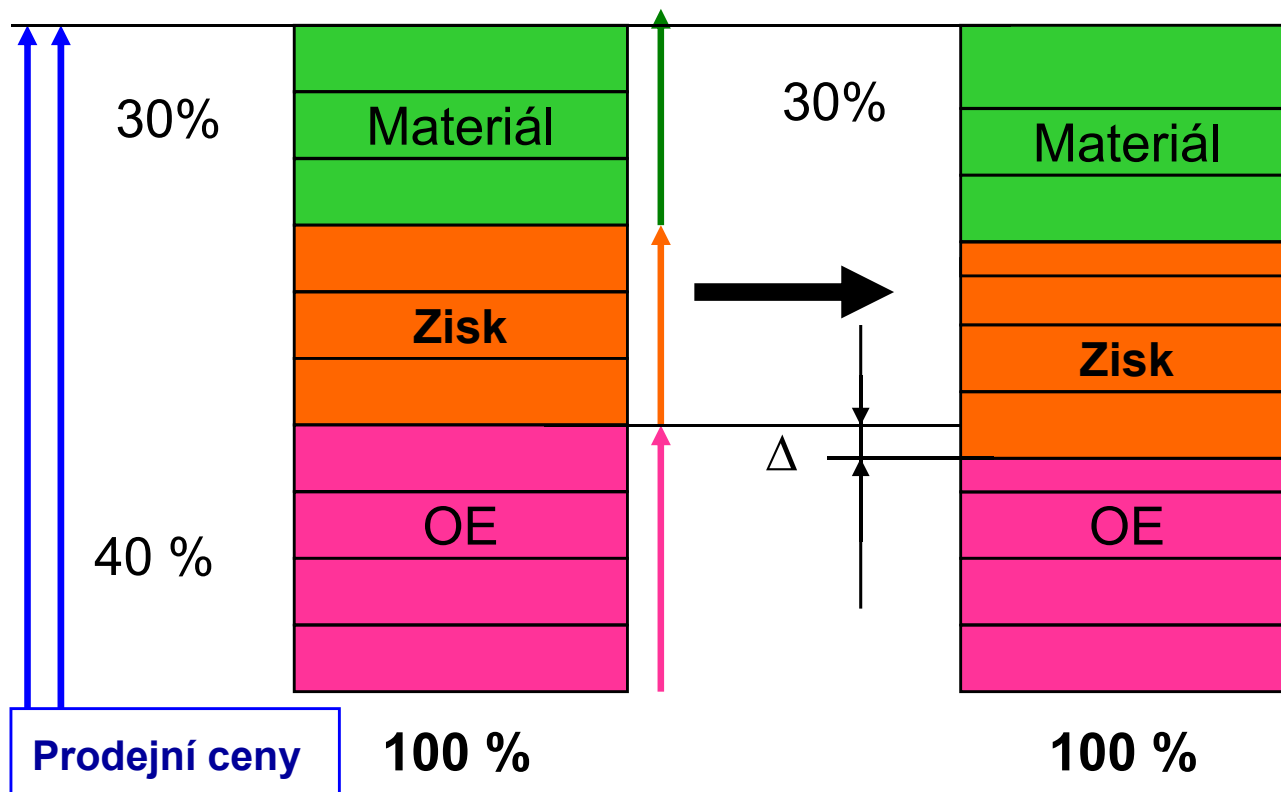 30%
Materiál
30%
Materiál
Zisk
Zisk
Δ
OE
OE
40 %
Prodejní ceny
100 %
100 %